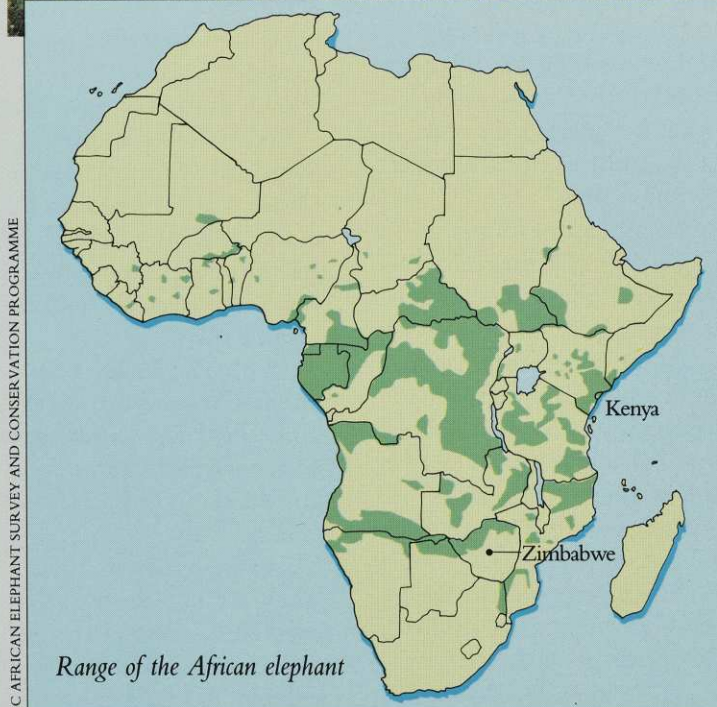 C AFRICAN ELEPHANT SURVEY AND CONSERVATION PROGRAMME
Kenya
Zimbabwe
Range of the African elephant